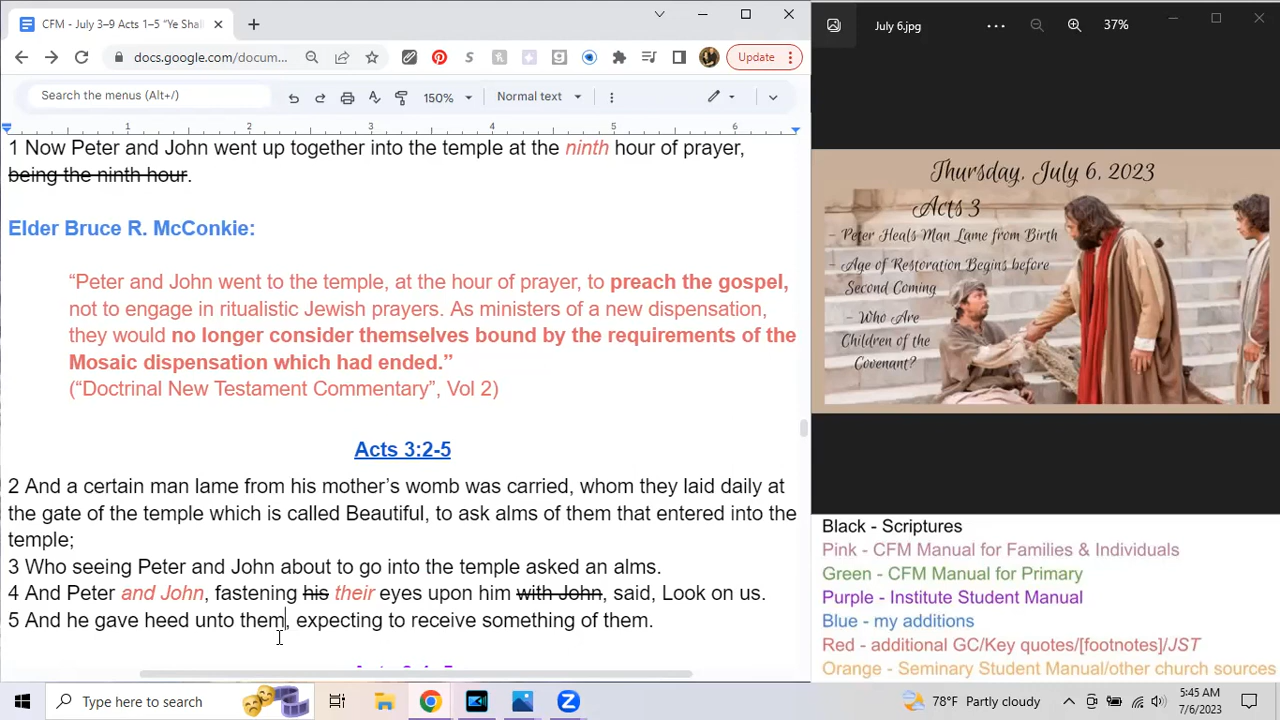 CFM - July 3–9 Acts 1–5 "Ye Shal
docs.google.com/docum...
Update
Search the menus (Alt+/)
150%
Normal text
1 2 3 4 5 6
1 Now Peter and John went up together into the temple at the ninth hour of prayer,
being the ninth hour.
Elder Bruce R. McConkie:
“Peter and John went to the temple, at the hour of prayer, to preach the gospel,
not to engage in ritualistic Jewish prayers. As ministers of a new dispensation,
they would no longer consider themselves bound by the requirements of the
Mosaic dispensation which had ended.”
(“Doctrinal New Testament Commentary”, Vol 2)
Acts 3:2-5
2 And a certain man lame from his mother’s womb was carried, whom they laid daily at
the gate of the temple which is called Beautiful, to ask alms of them that entered into the
temple;
3 Who seeing Peter and John about to go into the temple asked an alms.
4 And Peter and John, fastening his their eyes upon him with John, said, Look on us.
5 And he gave heed unto them, expecting to receive something of them.
July 6.jpg
37%
Thursday, July 6, 2023
Acts 3
- Peter Heals Man Lame from Birth
- Age of Restoration Begins before
Second Coming
- Who Are
Children of the
Covenant?
Black - Scriptures
Pink - CFM Manual for Families & Individuals
Green - CFM Manual for Primary
Purple - Institute Student Manual
Blue - my additions
Red - additional GC/Key quotes/[footnotes]/JST
Orange - Seminary Student Manual/other church sources
Type here to search
78°F Partly cloudy
5:45 AM
7/6/2023